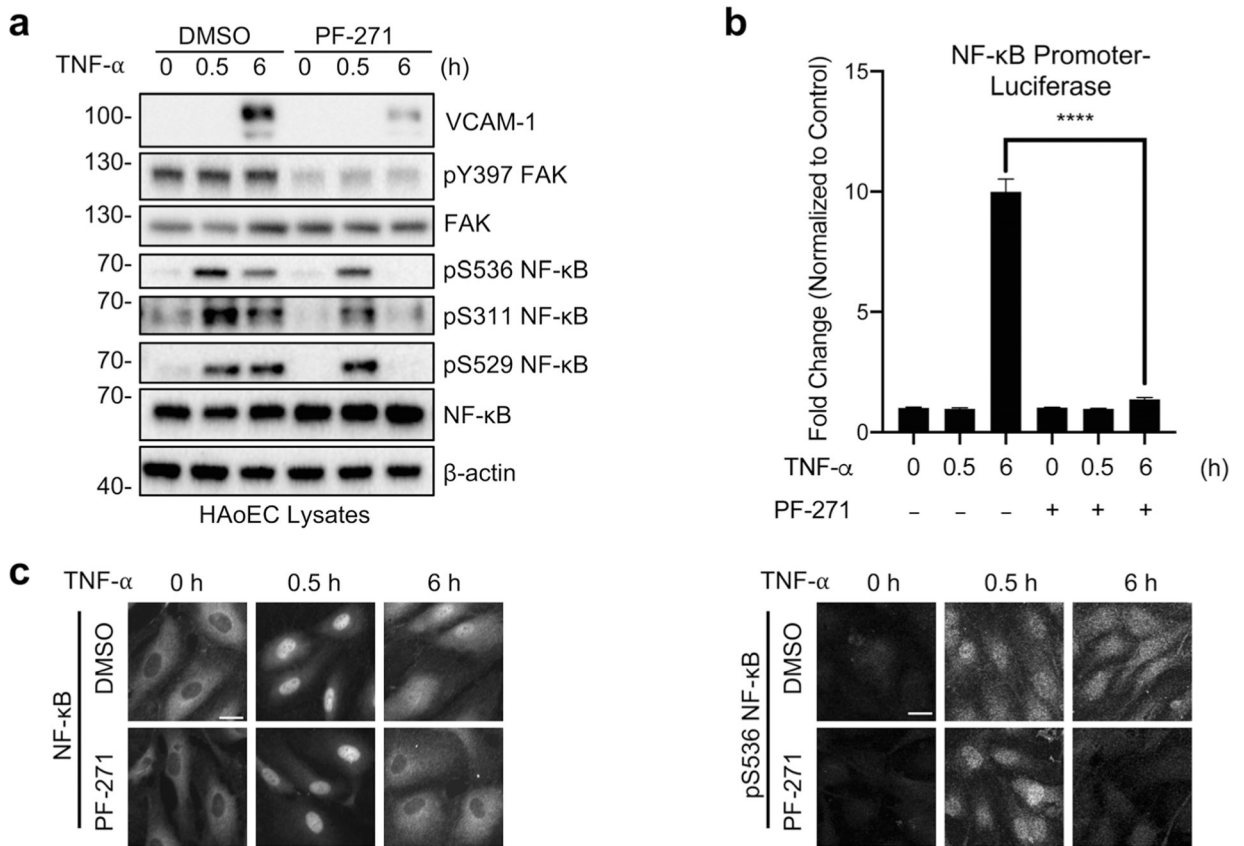 a
DMSO PF-271
TNF-α 0 0.5 6 0 0.5 6 (h)
100- VCAM-1
130- pY397 FAK
130- FAK
70- pS536 NF-κB
70- pS311 NF-κB
70- pS529 NF-κB
70- NF-κB
β-actin
40-
HAoEC Lysates
b
NF-κB Promoter-
Luciferase
****
Fold Change (Normalized to Control)
15
10
5
0
TNF-α 0 0.5 6 0 0.5 6 (h)
PF-271 – – – + + +
c
TNF-α 0 h 0.5 h 6 h
NF-κB
DMSO
PF-271
TNF-α 0 h 0.5 h 6 h
pS536 NF-κB
DMSO
PF-271